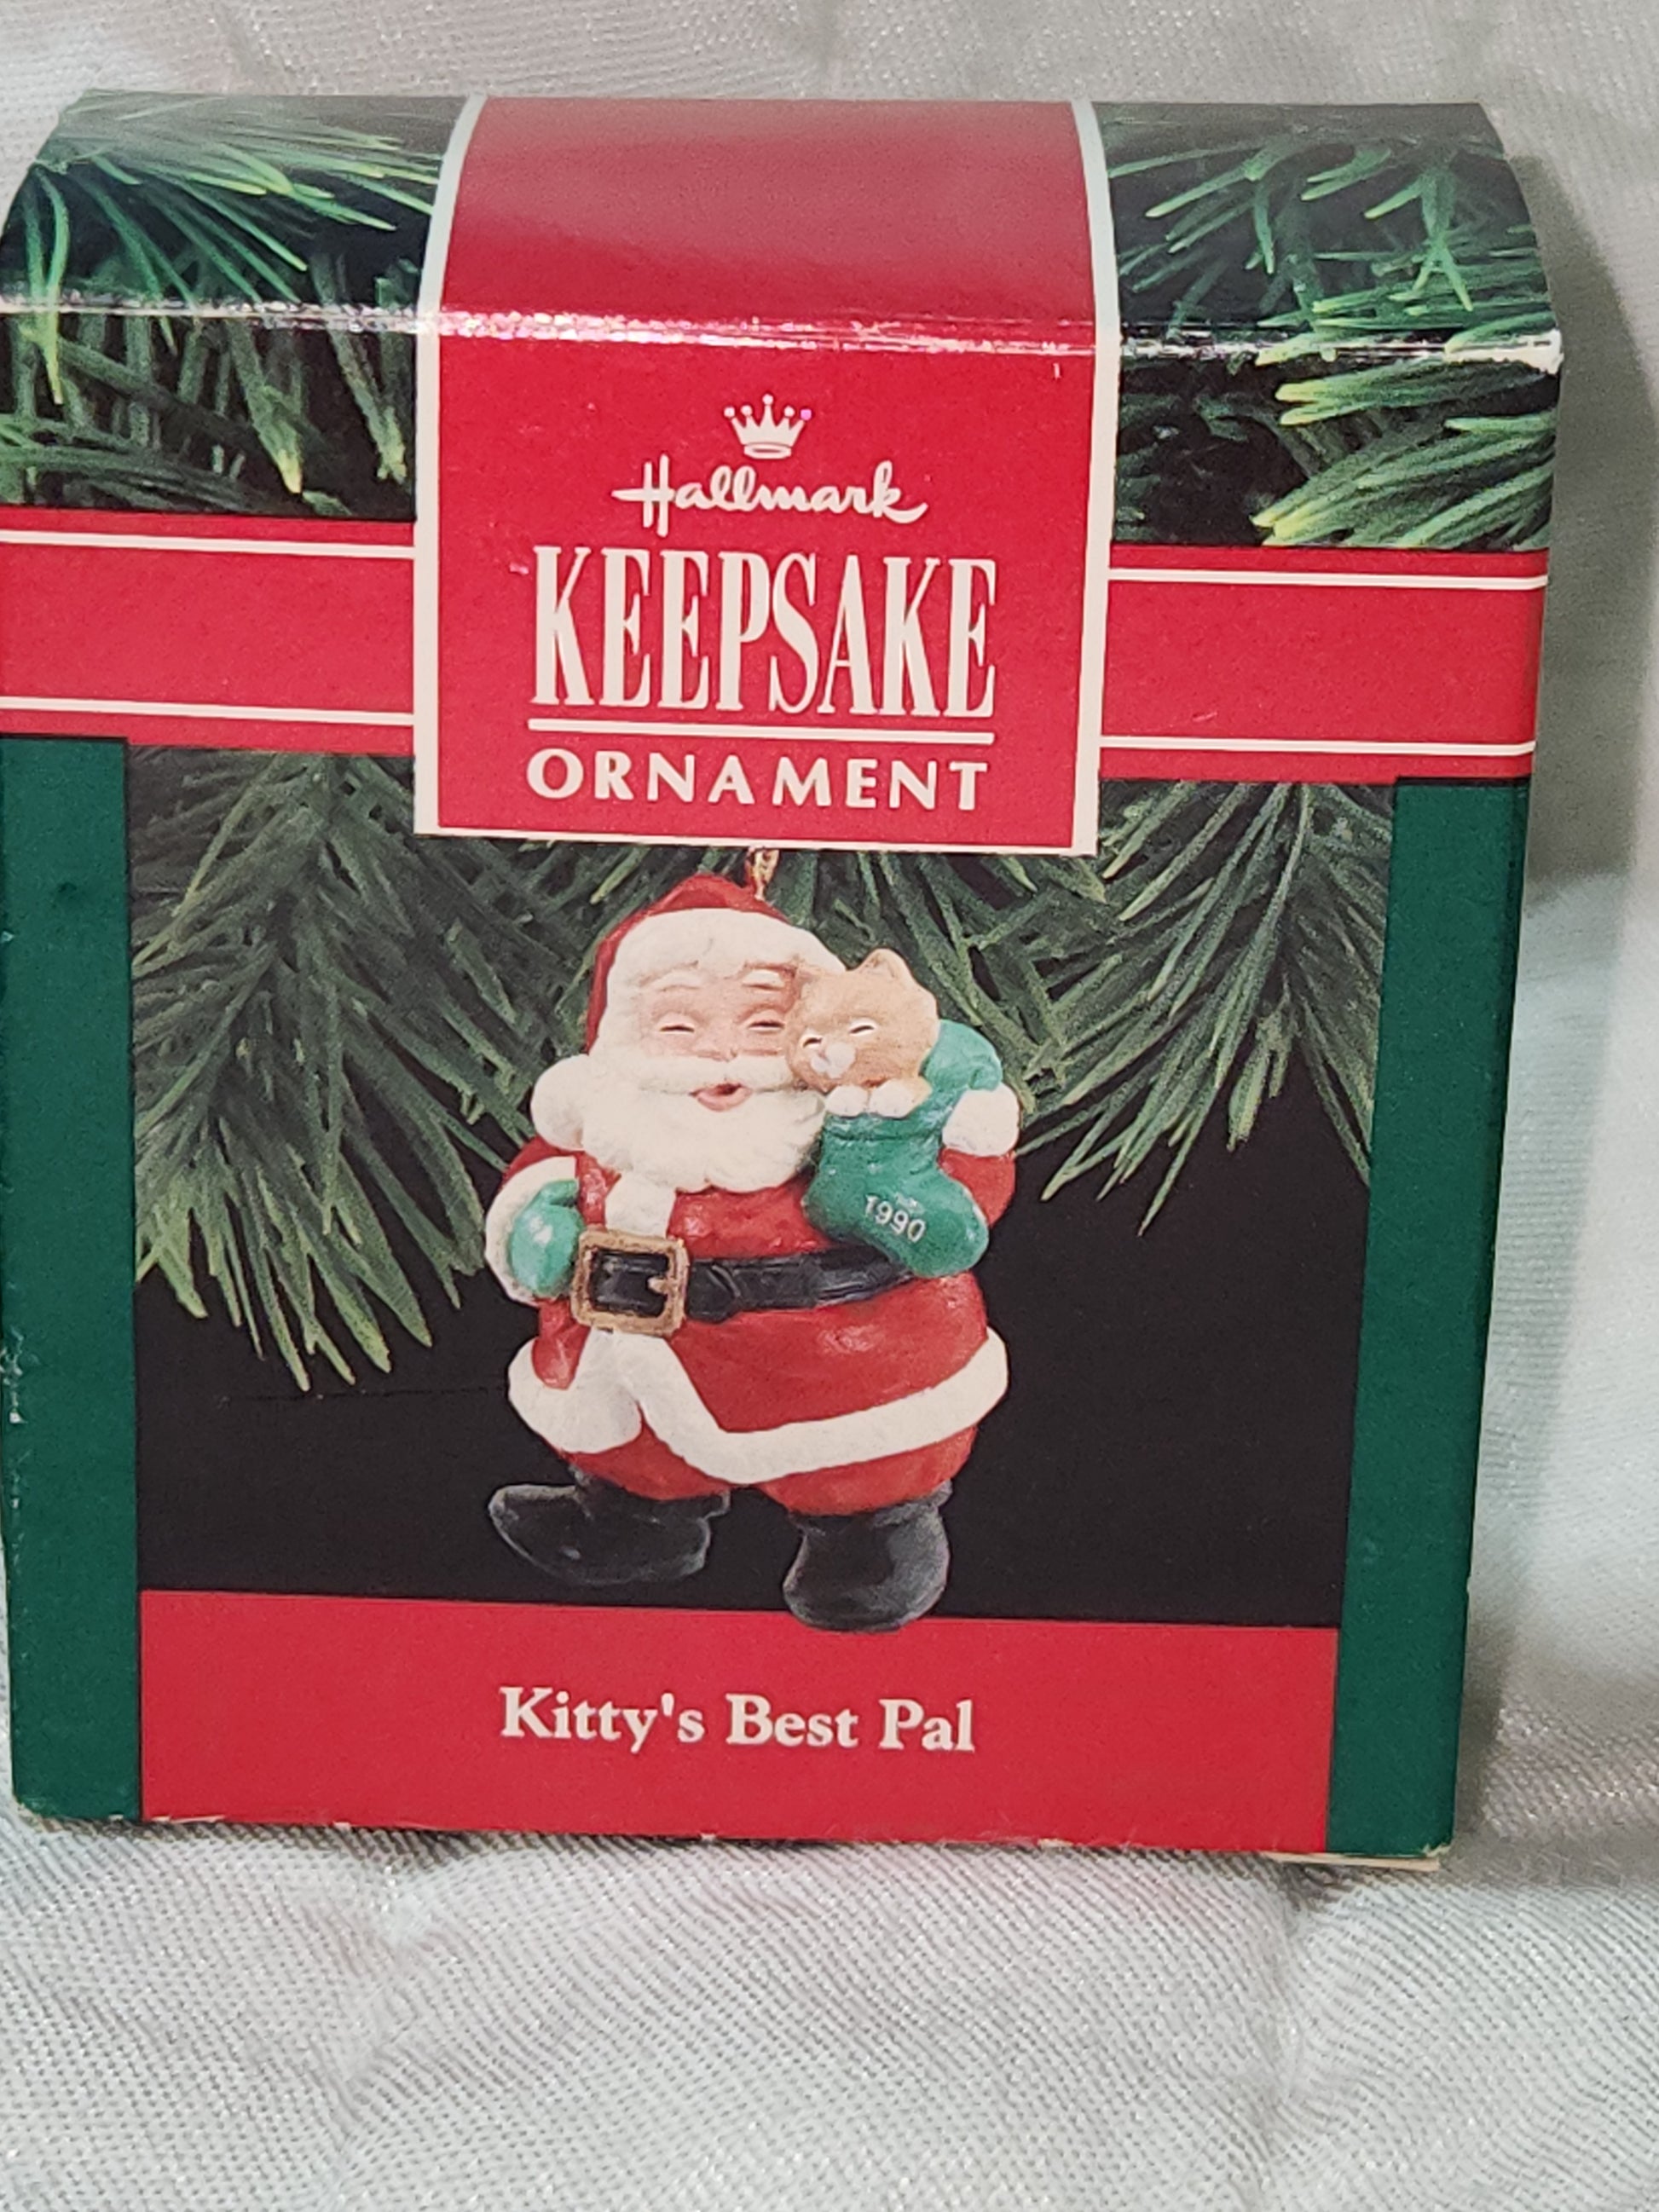 Hallmark
KEEPSAKE
ORNAMENT
1990
Kitty's Best Pal